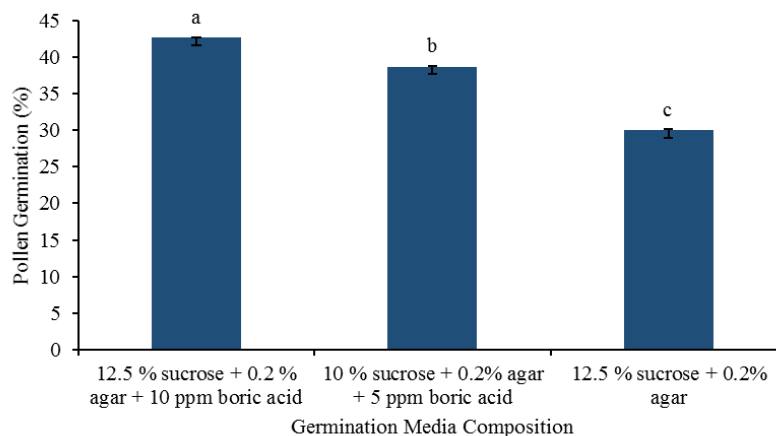 45
40
35
30
25
20
15
10
5
0
Pollen Germination (%)
a
b
c
12.5 % sucrose + 0.2 %
agar + 10 ppm boric acid
10 % sucrose + 0.2% agar
+ 5 ppm boric acid
12.5 % sucrose + 0.2%
agar
Germination Media Composition